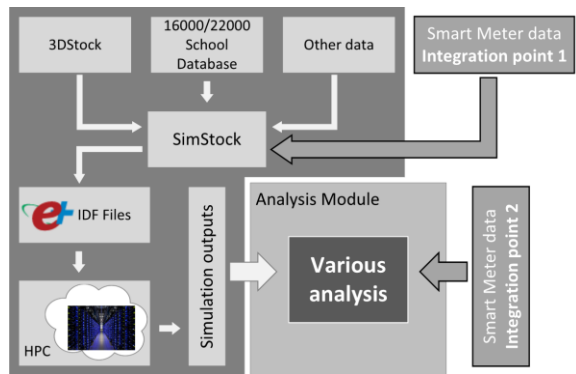 3DStock
16000/22000
School
Database
Other data
Smart Meter data
Integration point 1
SimStock
e+ IDF Files
Simulation outputs
Analysis Module
Various
analysis
Smart Meter data
Integration point 2
HPC